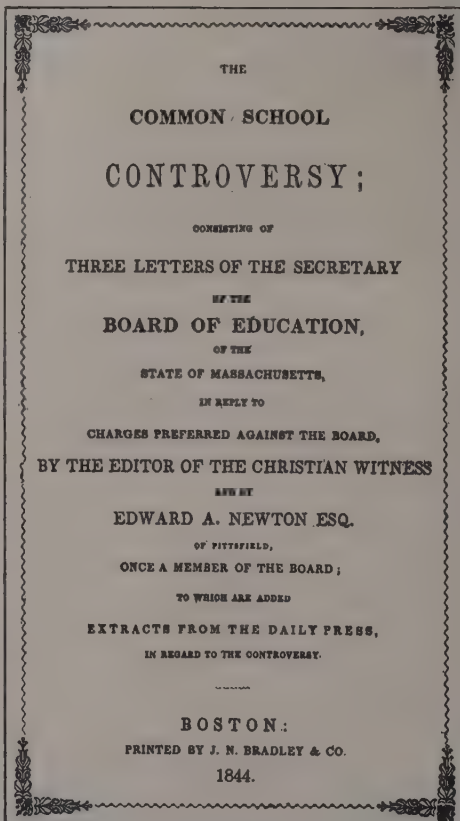 THE
COMMON SCHOOL
CONTROVERSY;
CONSISTING OF
THREE LETTERS OF THE SECRETARY
OF THE
BOARD OF EDUCATION,
OF THE
STATE OF MASSACHUSETTS,
IN REPLY TO
CHARGES PREFERRED AGAINST THE BOARD,
BY THE EDITOR OF THE CHRISTIAN WITNESS
AND BY
EDWARD A. NEWTON ESQ.
OF PITTSFIELD,
ONCE A MEMBER OF THE BOARD;
TO WHICH ARE ADDED
EXTRACTS FROM THE DAILY PRESS,
IN REGARD TO THE CONTROVERSY.
BOSTON:
PRINTED BY J. N. BRADLEY & CO.
1844.